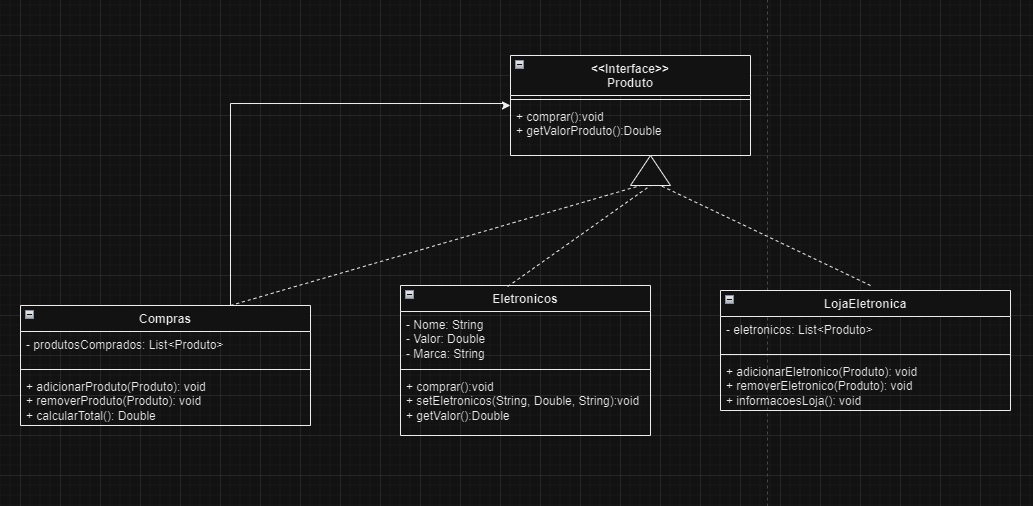 <<Interface>>
Produto
+ comprar():void
+ getValorProduto():Double
Compras
- produtosComprados: List<Produto>
+ adicionarProduto(Produto): void
+ removerProduto(Produto): void
+ calcularTotal(): Double
Eletronicos
- Nome: String
- Valor: Double
- Marca: String
+ comprar():void
+ setEletronicos(String, Double, String):void
+ getValor():Double
LojaEletronica
- eletronicos: List<Produto>
+ adicionarEletronico(Produto): void
+ removerEletronico(Produto): void
+ informacoesLoja(): void